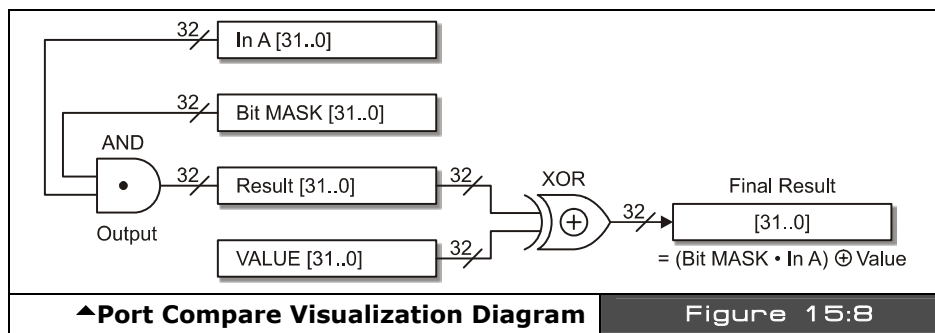 32
In A [31..0]
32
Bit MASK [31..0]
AND
32
Result [31..0]
32
Output
VALUE [31..0]
32
XOR
32
Final Result
[31..0]
= (Bit MASK • In A) ⊕ Value
▲Port Compare Visualization Diagram
Figure 15:8